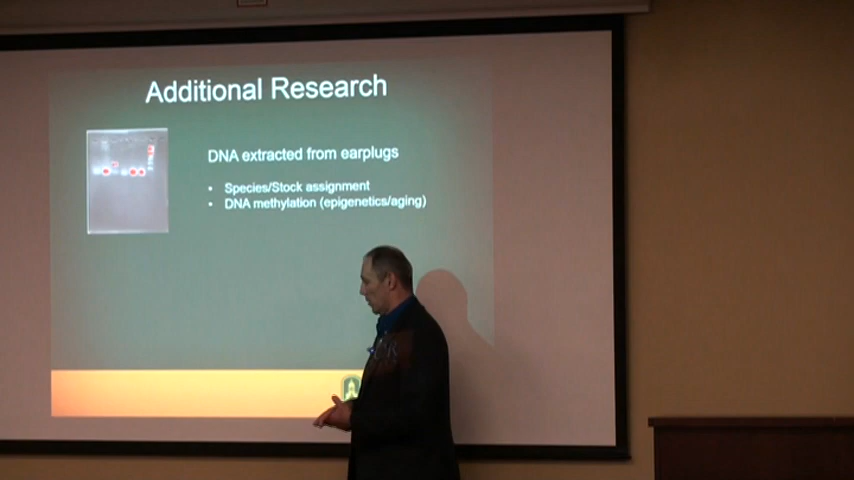 Additional Research
DNA extracted from earplugs
• Species/Stock assignment
• DNA methylation (epigenetics/aging)